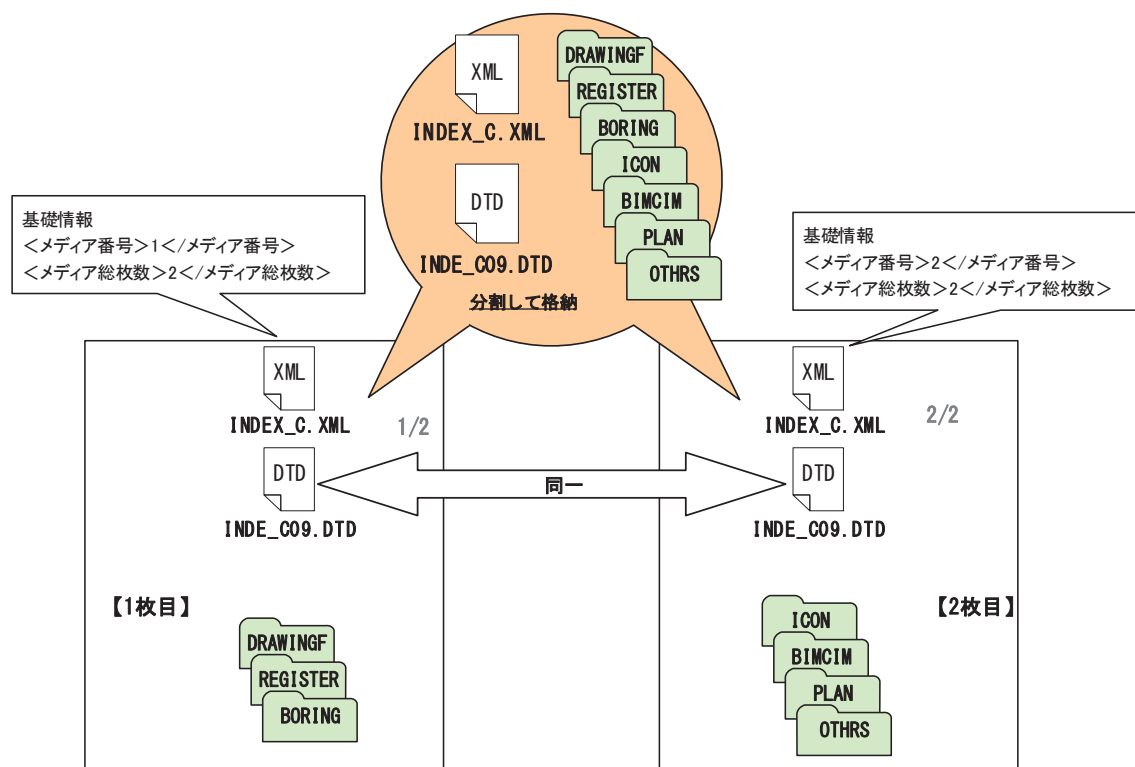 XML
INDEX_C.XML
DTD
INDE_C09.DTD
分割して格納
DRAWINGF
REGISTER
BORING
ICON
BIMCIM
PLAN
OTHRS
基礎情報
<メディア番号>1</メディア番号>
<メディア総枚数>2</メディア総枚数>
基礎情報
<メディア番号>2</メディア番号>
<メディア総枚数>2</メディア総枚数>
XML
INDEX_C.XML
1/2
DTD
INDE_C09.DTD
同一
XML
INDEX_C.XML
2/2
DTD
INDE_C09.DTD
【1枚目】
DRAWINGF
REGISTER
BORING
【2枚目】
ICON
BIMCIM
PLAN
OTHRS